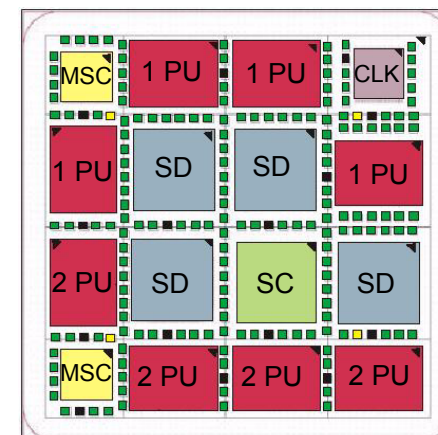 MSC 1 PU 1 PU CLK
1 PU SD SD 1 PU
2 PU SD SC SD
MSC 2 PU 2 PU 2 PU